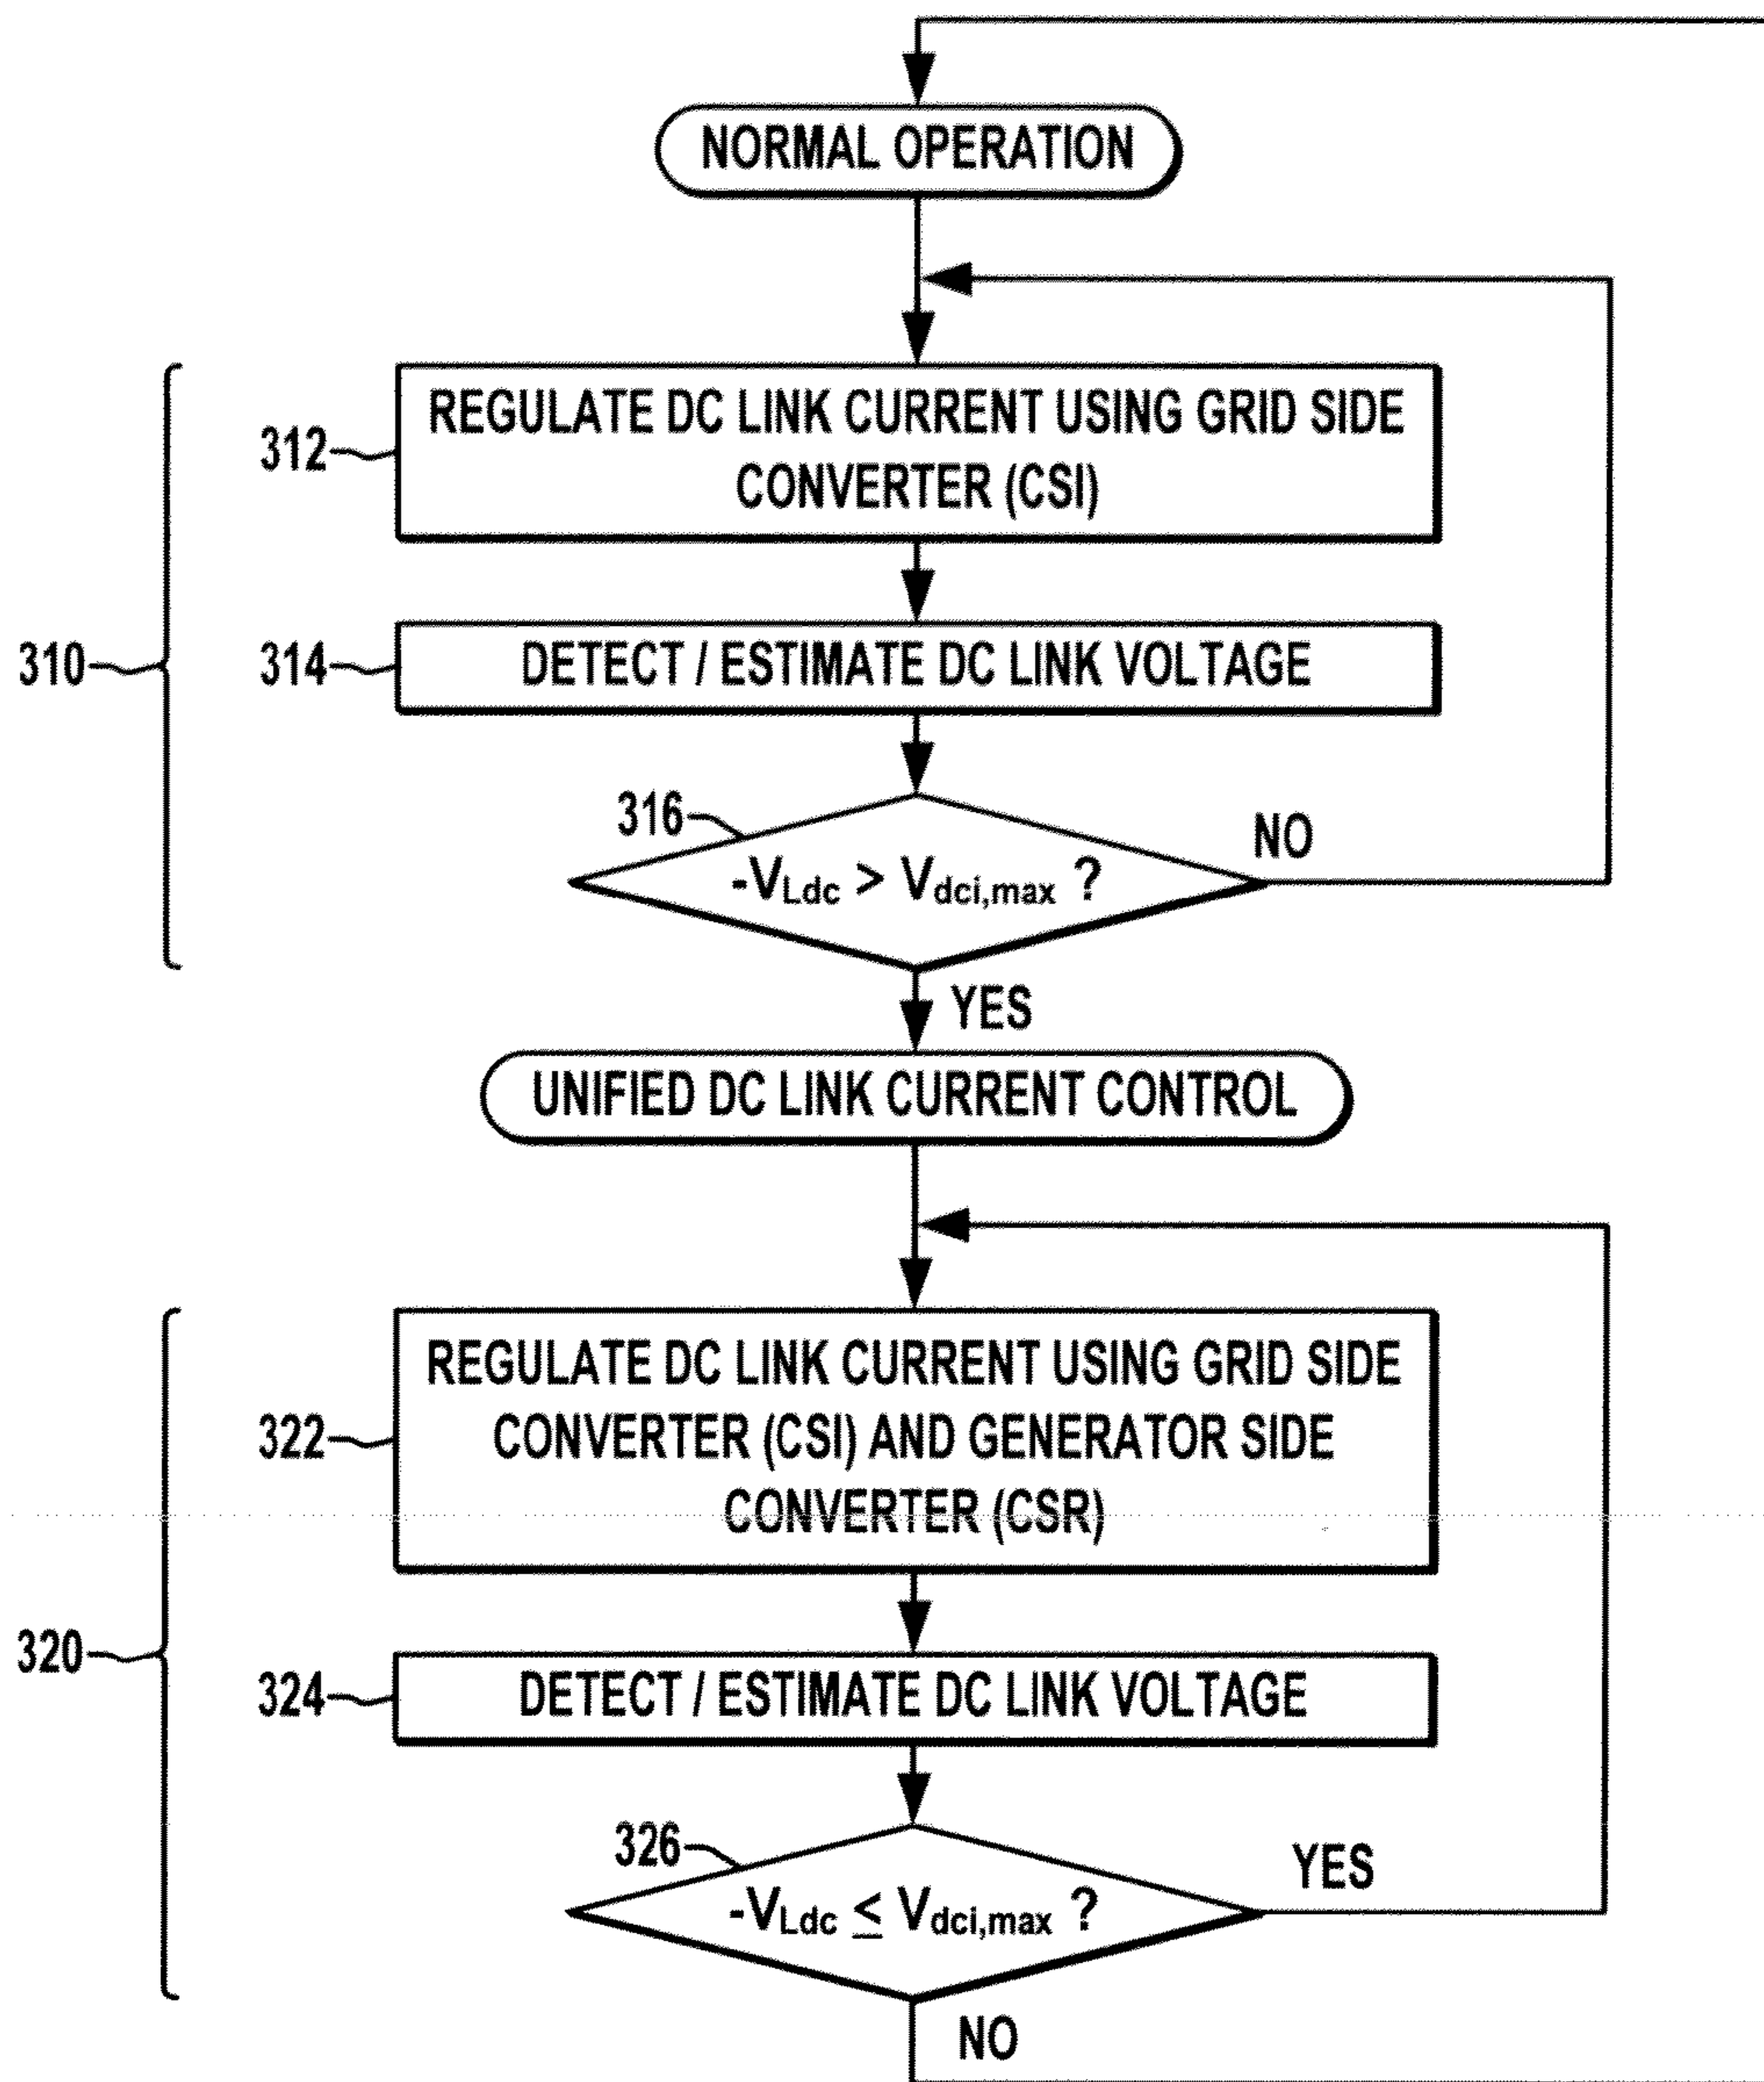 NORMAL OPERATION
REGULATE DC LINK CURRENT USING GRID SIDE
CONVERTER (CSI)
312
310
314
DETECT / ESTIMATE DC LINK VOLTAGE
316
-VLdc > Vdci,max ?
NO
YES
UNIFIED DC LINK CURRENT CONTROL
REGULATE DC LINK CURRENT USING GRID SIDE
CONVERTER (CSI) AND GENERATOR SIDE
CONVERTER (CSR)
322
320
324
DETECT / ESTIMATE DC LINK VOLTAGE
326
-VLdc ≤ Vdci,max ?
YES
NO